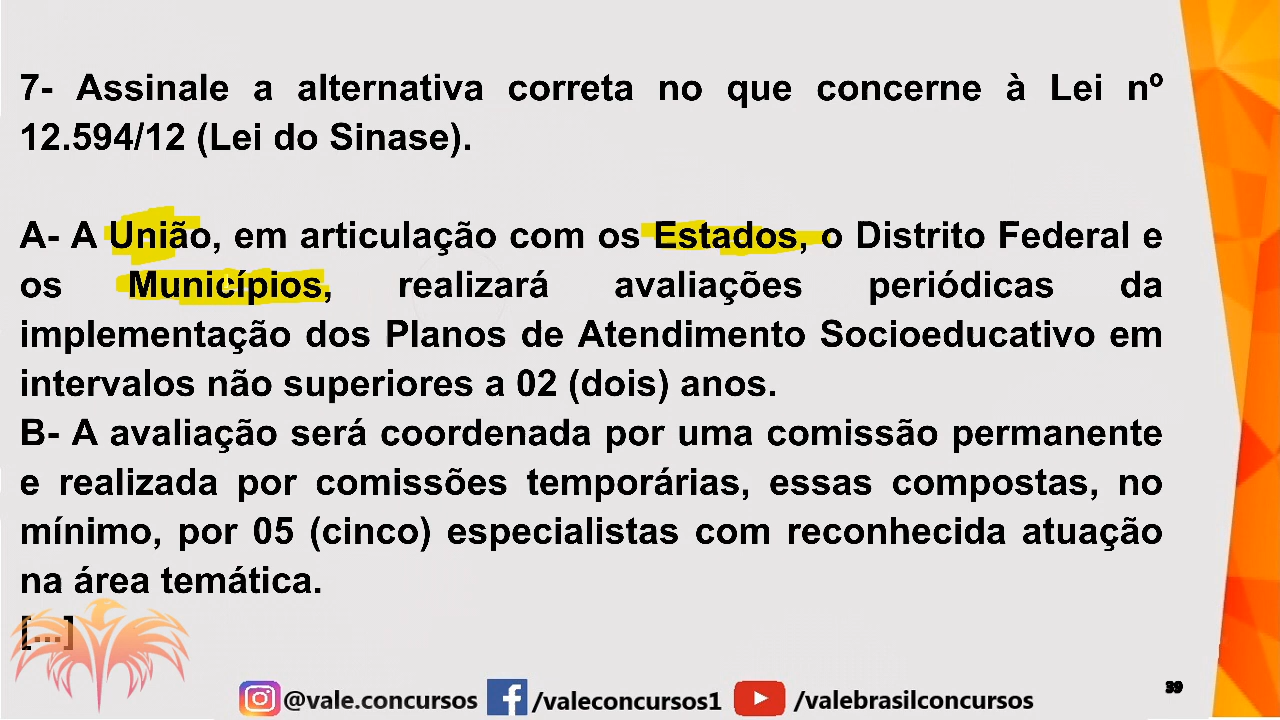 7- Assinale a alternativa correta no que concerne à Lei nº
12.594/12 (Lei do Sinase).
A- A União, em articulação com os Estados, o Distrito Federal e
os Municípios, realizará avaliações periódicas da
implementação dos Planos de Atendimento Socioeducativo em
intervalos não superiores a 02 (dois) anos.
B- A avaliação será coordenada por uma comissão permanente
e realizada por comissões temporárias, essas compostas, no
mínimo, por 05 (cinco) especialistas com reconhecida atuação
na área temática.
[...]
@vale.concursos /valeconcursos1 /valebrasilconcursos
39